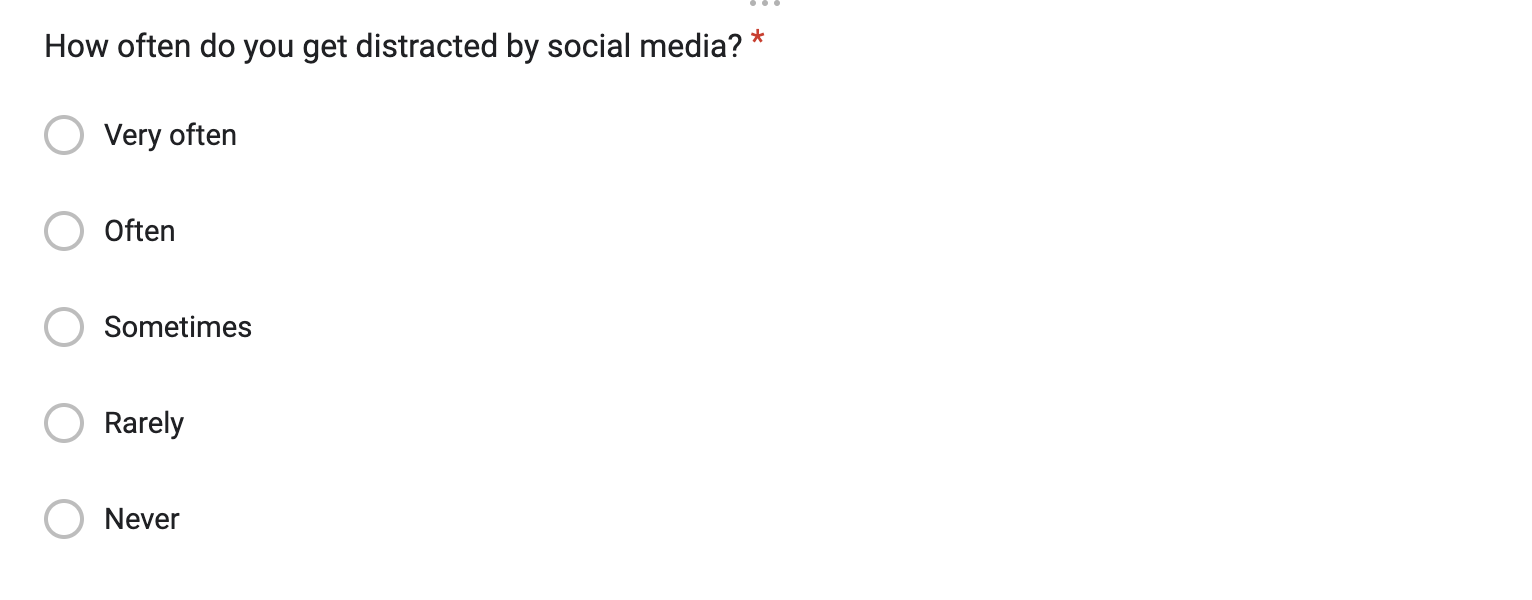 How often do you get distracted by social media? *
Very often
Often
Sometimes
Rarely
Never